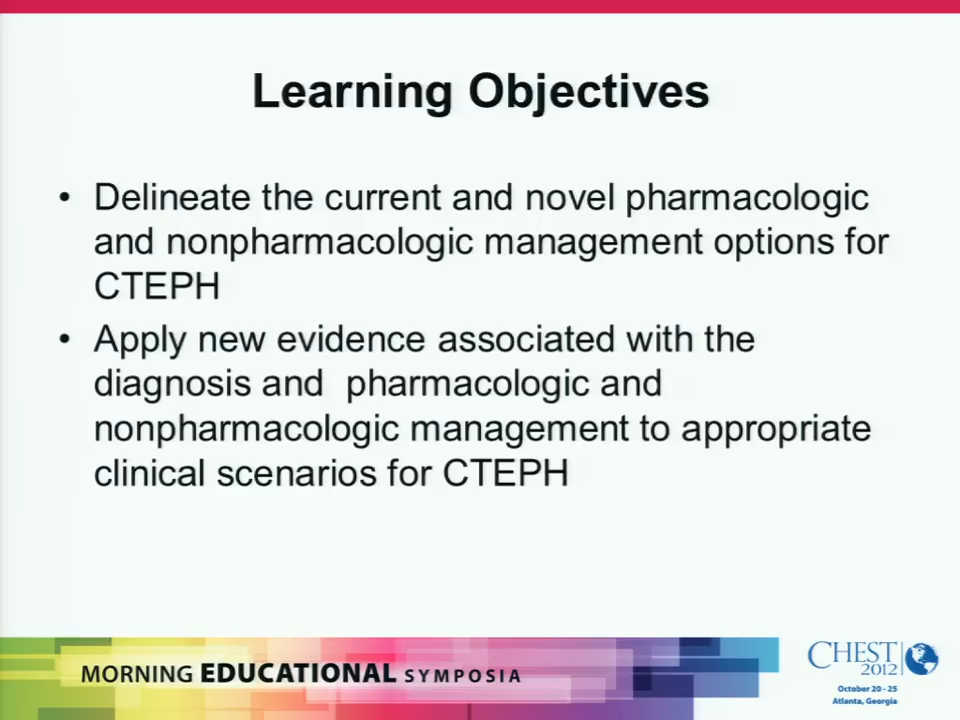 Learning Objectives
• Delineate the current and novel pharmacologic
and nonpharmacologic management options for
CTEPH
• Apply new evidence associated with the
diagnosis and  pharmacologic and
nonpharmacologic management to appropriate
clinical scenarios for CTEPH
MORNING EDUCATIONAL SYMPOSIA
CHEST
2012
October 20 - 25
Atlanta, Georgia